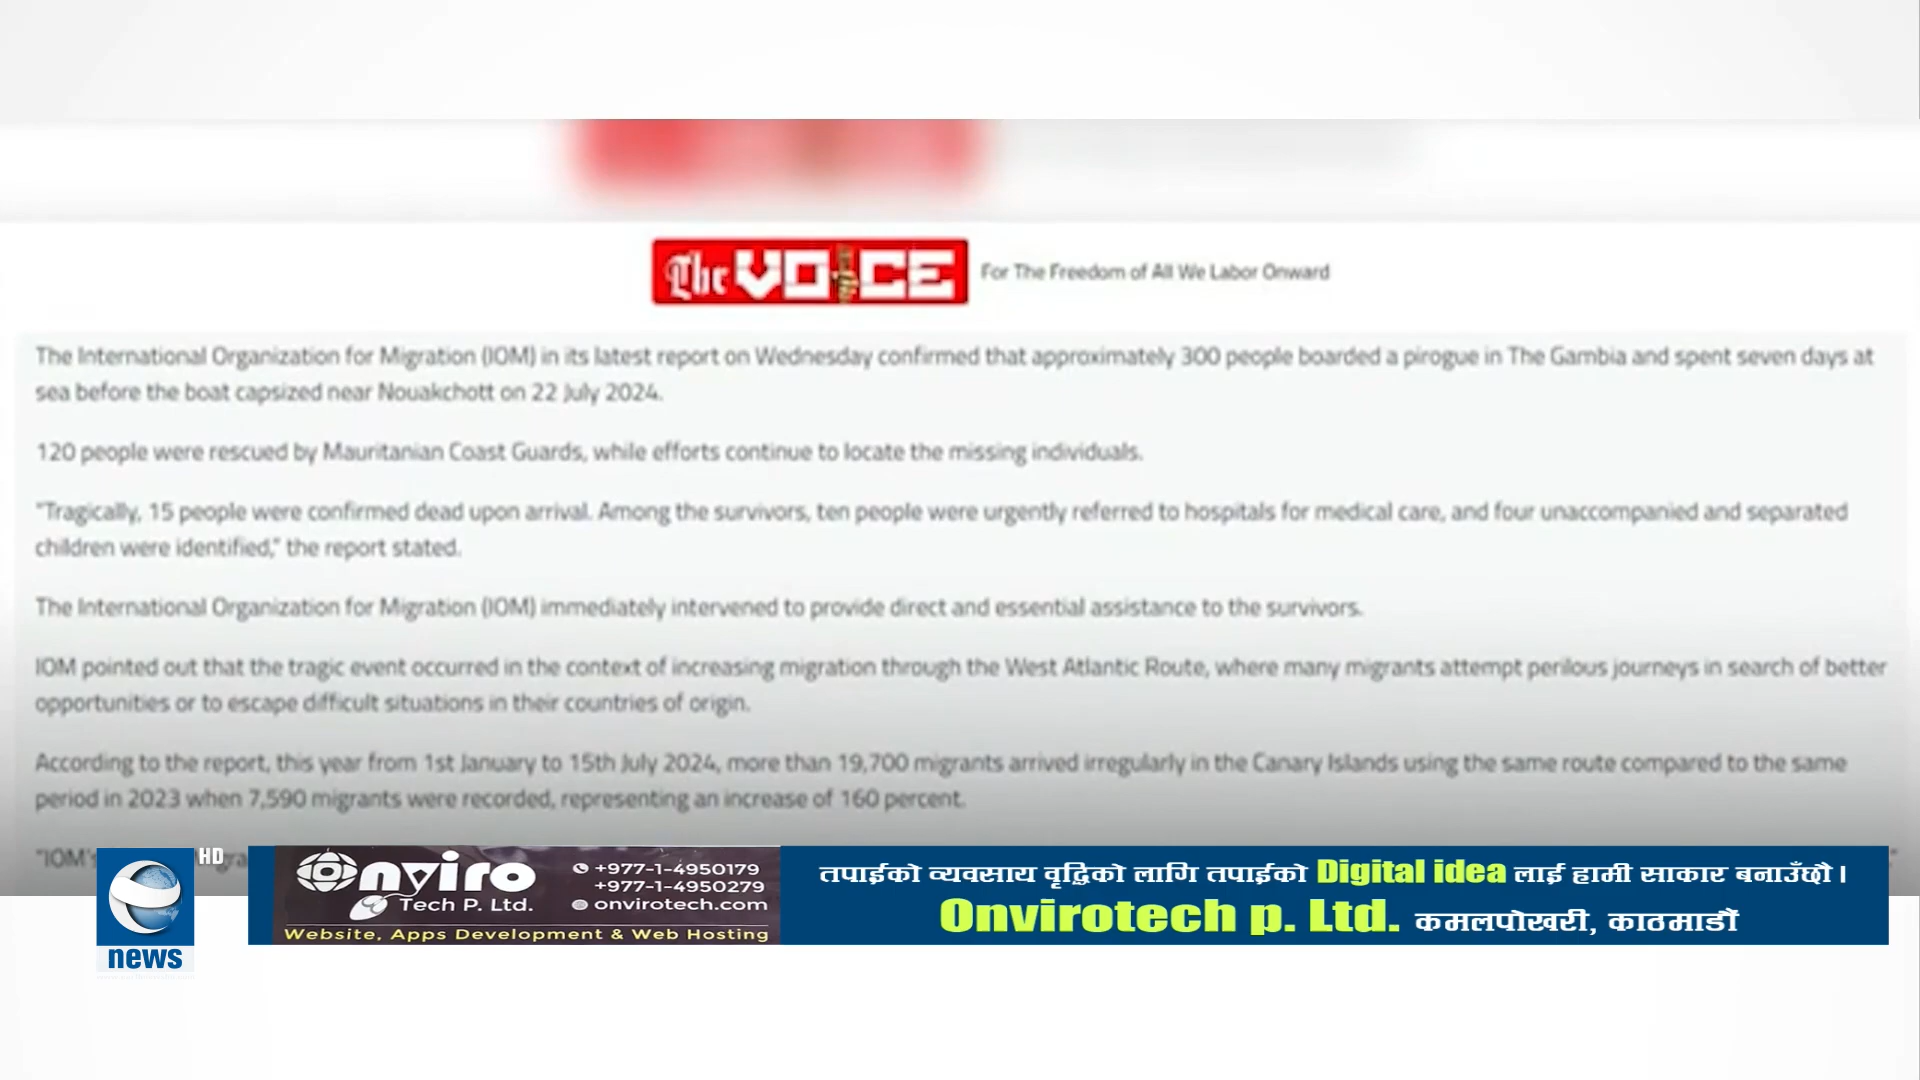 The VOICE
For The Freedom of All We Labor Onward
The International Organization for Migration (IOM) in its latest report on Wednesday confirmed that approximately 300 people boarded a pirogue in The Gambia and spent seven days at
sea before the boat capsized near Nouakchott on 22 July 2024.
120 people were rescued by Mauritanian Coast Guards, while efforts continue to locate the missing individuals.
"Tragically, 15 people were confirmed dead upon arrival. Among the survivors, ten people were urgently referred to hospitals for medical care, and four unaccompanied and separated
children were identified," the report stated.
The International Organization for Migration (IOM) immediately intervened to provide direct and essential assistance to the survivors.
IOM pointed out that the tragic event occurred in the context of increasing migration through the West Atlantic Route, where many migrants attempt perilous journeys in search of better
opportunities or to escape difficult situations in their countries of origin.
According to the report, this year from 1st January to 15th July 2024, more than 19,700 migrants arrived irregularly in the Canary Islands using the same route compared to the same
period in 2023 when 7,590 migrants were recorded, representing an increase of 160 percent.
"IOM's
HD
news
Onviro
Tech P. Ltd.
+977-1-4950179
+977-1-4950279
onvirotech.com
Website, Apps Development & Web Hosting
तपाईको व्यवसाय वृद्धिको लागि तपाईको Digital idea लाई हामी साकार बनाउँछौ ।
Onvirotech p. Ltd. कमलपोखरी, काठमाडौं